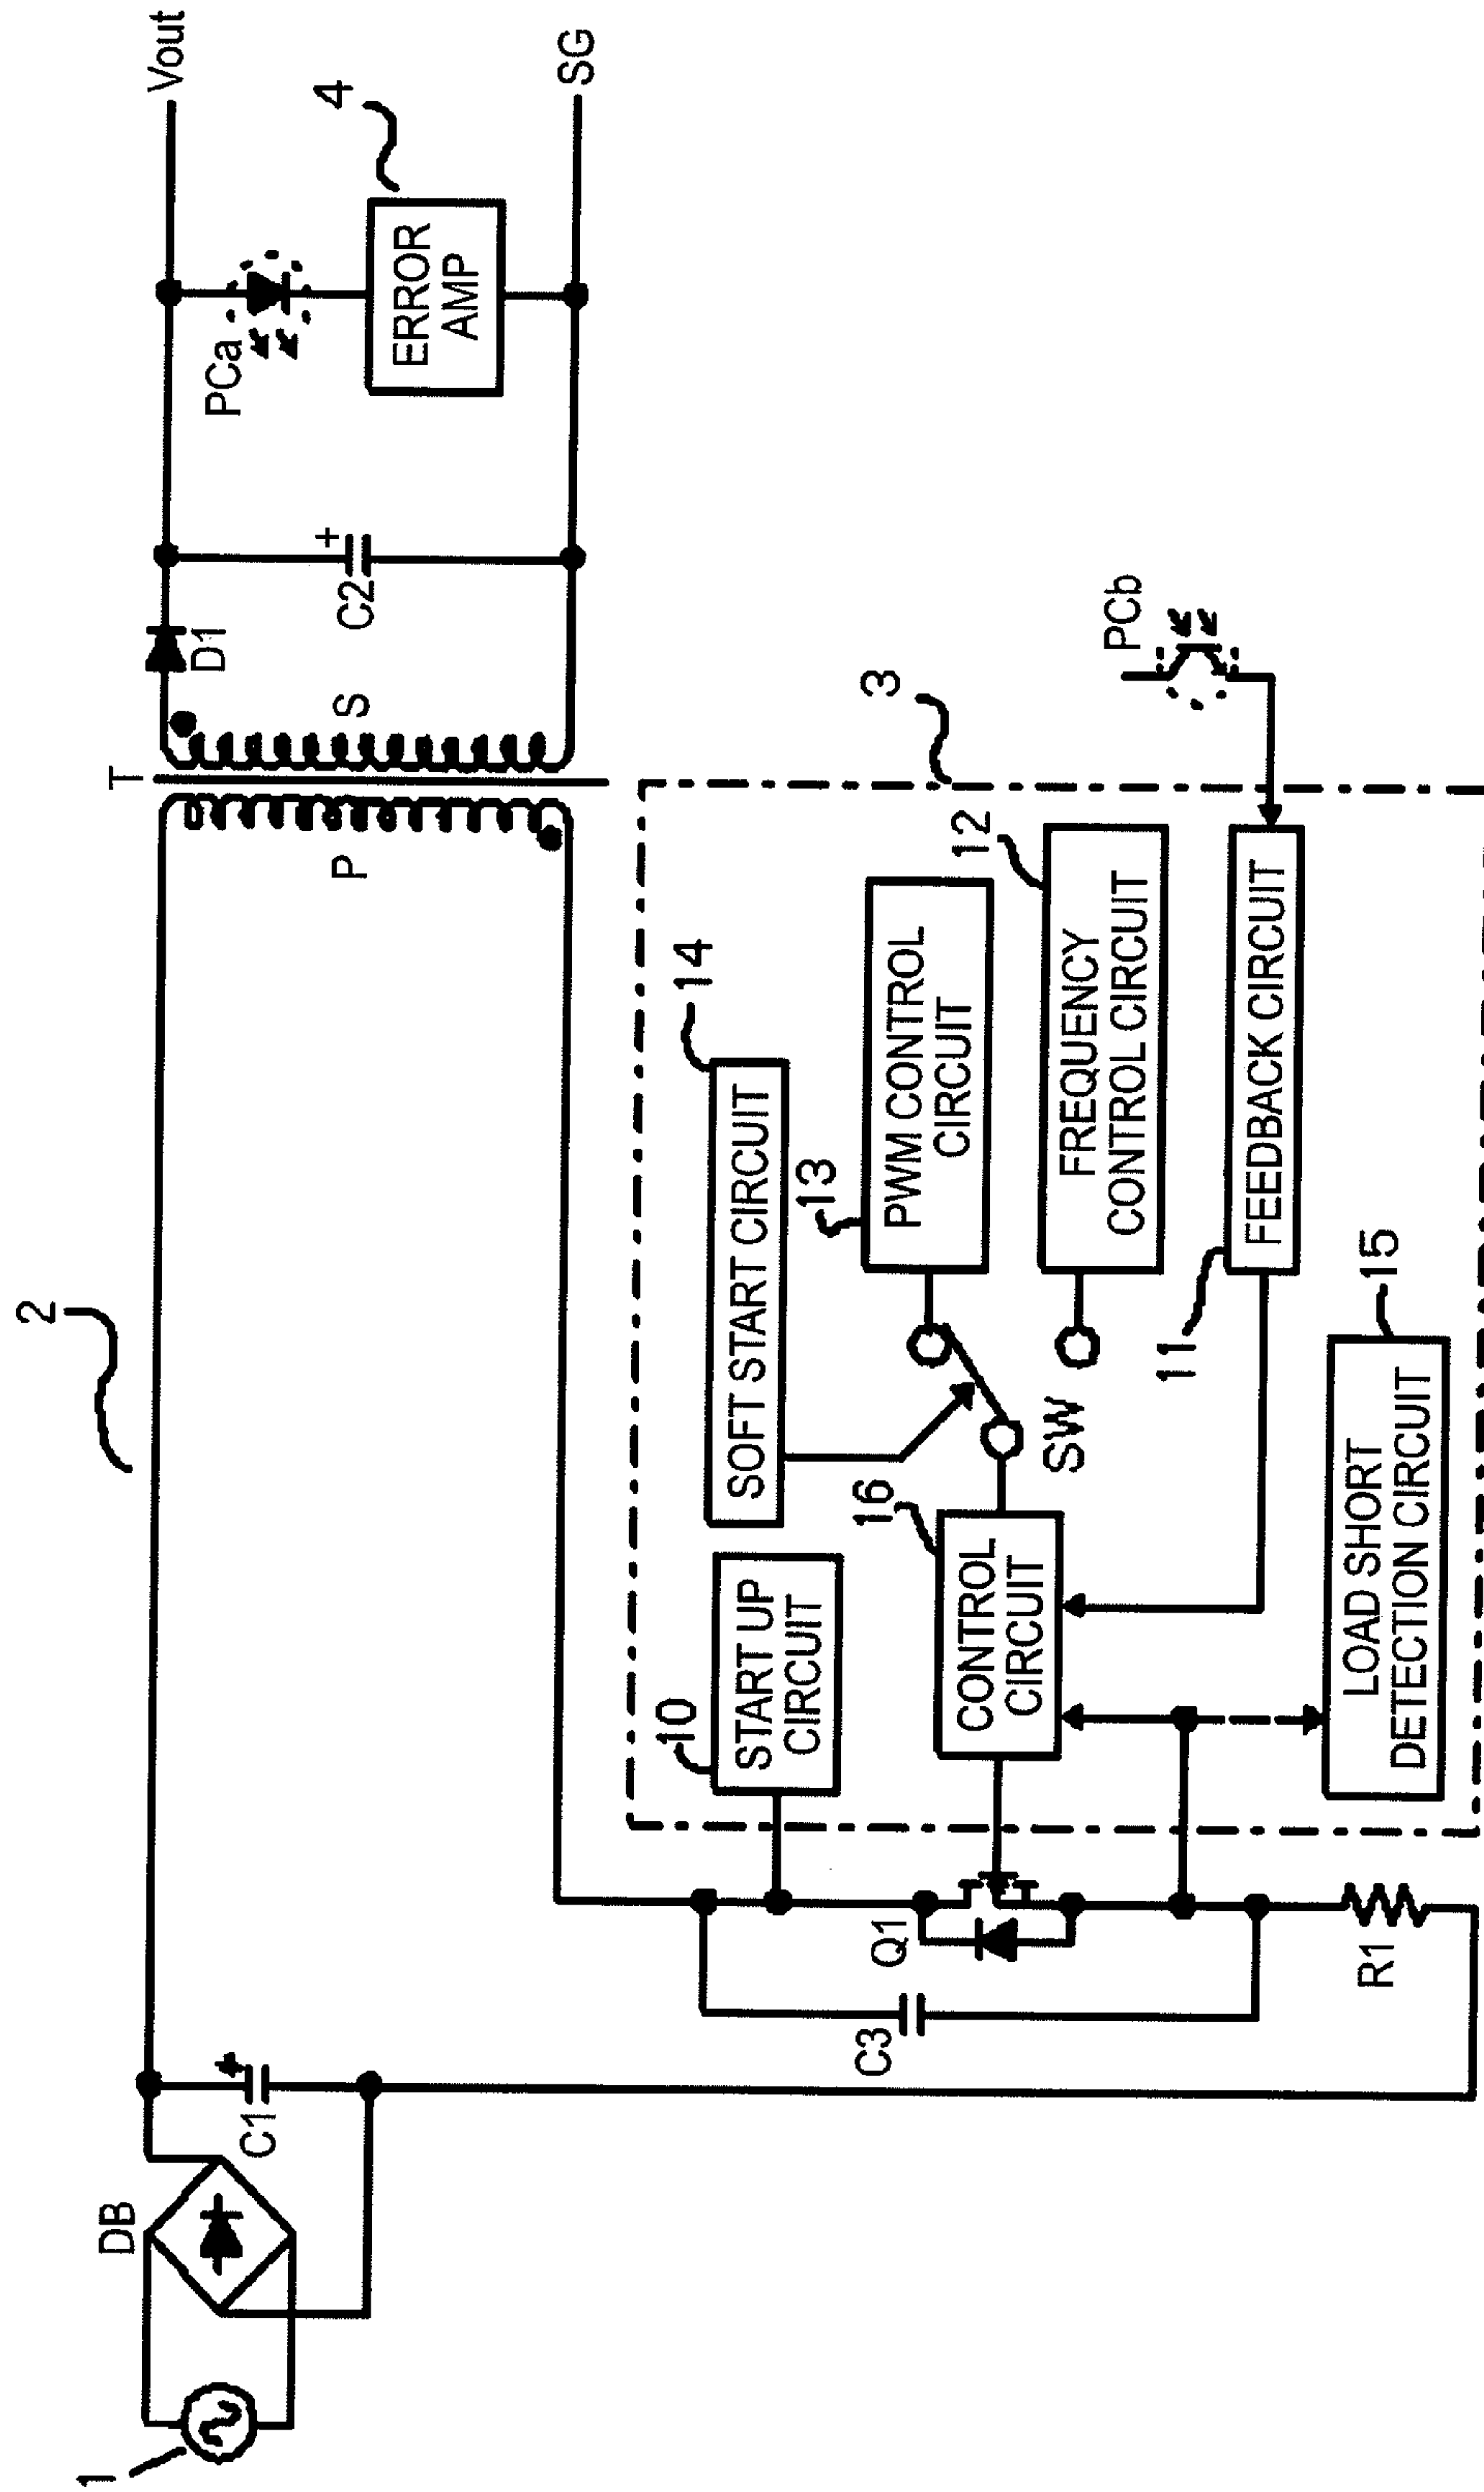 1
DB
C1
+
2
T
P
S
D1
C2
+
PCa
ERROR
AMP
4
Vout
SG
C3
Q1
R1
10
START UP
CIRCUIT
SOFT START CIRCUIT
14
3
16
CONTROL
CIRCUIT
SW
13
PWM CONTROL
CIRCUIT
12
FREQUENCY
CONTROL CIRCUIT
11
FEEDBACK CIRCUIT
PCb
LOAD SHORT
DETECTION CIRCUIT
15